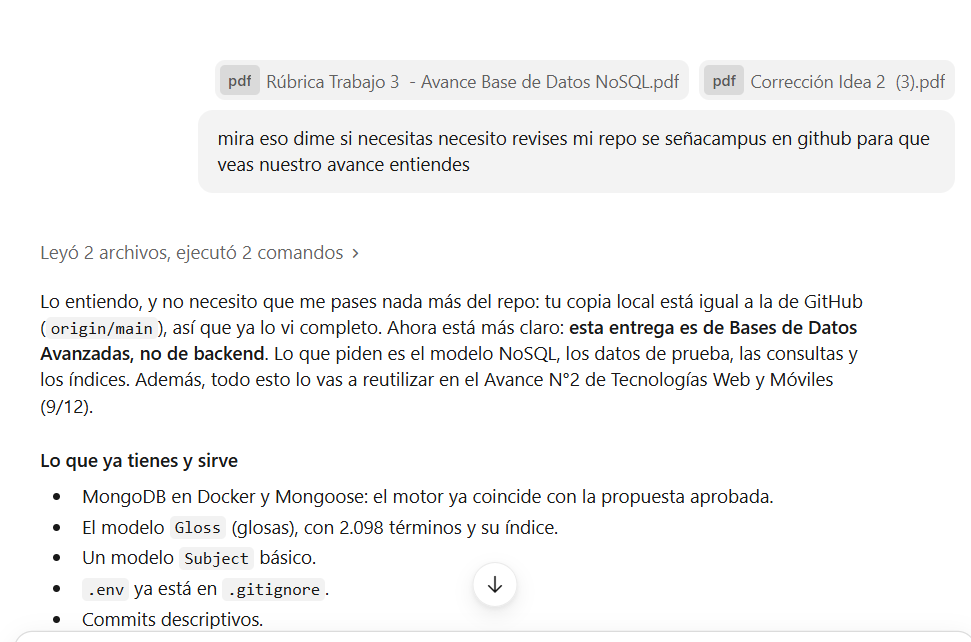 pdf Rúbrica Trabajo 3 - Avance Base de Datos NoSQL.pdf pdf Corrección Idea 2 (3).pdf
mira eso dime si necesitas necesito revises mi repo se señacampus en github para que
veas nuestro avance entiendes
Leyó 2 archivos, ejecutó 2 comandos >
Lo entiendo, y no necesito que me pases nada más del repo: tu copia local está igual a la de GitHub
(origin/main), así que ya lo vi completo. Ahora está más claro: esta entrega es de Bases de Datos
Avanzadas, no de backend. Lo que piden es el modelo NoSQL, los datos de prueba, las consultas y
los índices. Además, todo esto lo vas a reutilizar en el Avance N°2 de Tecnologías Web y Móviles
(9/12).
Lo que ya tienes y sirve
• MongoDB en Docker y Mongoose: el motor ya coincide con la propuesta aprobada.
• El modelo Gloss (glosas), con 2.098 términos y su índice.
• Un modelo Subject básico.
• .env ya está en .gitignore.
• Commits descriptivos.